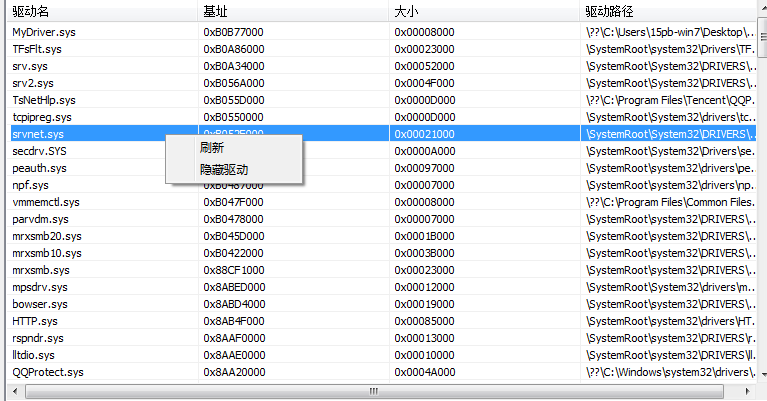 驱动名 基址 大小 驱动路径
MyDriver.sys 0xB0B77000 0x00008000 \??\C:\Users\15pb-win7\Desktop\...
TFsFlt.sys 0xB0A86000 0x00023000 \SystemRoot\system32\Drivers\TF...
srv.sys 0xB0A34000 0x00052000 \SystemRoot\System32\DRIVERS\...
srv2.sys 0xB056A000 0x0004F000 \SystemRoot\System32\DRIVERS\...
TsNetHlp.sys 0xB055D000 0x0000D000 \??\C:\Program Files\Tencent\QQP...
tcpipreg.sys 0xB0550000 0x0000D000 \SystemRoot\System32\drivers\tc...
srvnet.sys 0x00021000 \SystemRoot\System32\DRIVERS\...
刷新
secdrv.SYS 0x0000A000 \SystemRoot\System32\Drivers\se...
隐藏驱动
peauth.sys 0x00097000 \SystemRoot\system32\drivers\pe...
npf.sys 0xB0487000 0x00007000 \SystemRoot\system32\drivers\np...
vmmemctl.sys 0xB047F000 0x00008000 \??\C:\Program Files\Common Files...
parvdm.sys 0xB0478000 0x00007000 \SystemRoot\system32\DRIVERS\...
mrxsmb20.sys 0xB045D000 0x0001B000 \SystemRoot\system32\DRIVERS\...
mrxsmb10.sys 0xB0422000 0x0003B000 \SystemRoot\system32\DRIVERS\...
mrxsmb.sys 0x88CF1000 0x00023000 \SystemRoot\system32\DRIVERS\...
mpsdrv.sys 0x8ABED000 0x00012000 \SystemRoot\System32\drivers\m...
bowser.sys 0x8ABD4000 0x00019000 \SystemRoot\system32\DRIVERS\...
HTTP.sys 0x8AB4F000 0x00085000 \SystemRoot\system32\drivers\HT...
rspndr.sys 0x8AAF0000 0x00013000 \SystemRoot\system32\DRIVERS\r...
lltdio.sys 0x8AAE0000 0x00010000 \SystemRoot\system32\DRIVERS\ll...
QQProtect.sys 0x8AA20000 0x0004A000 \??\C:\Windows\system32\drivers\...